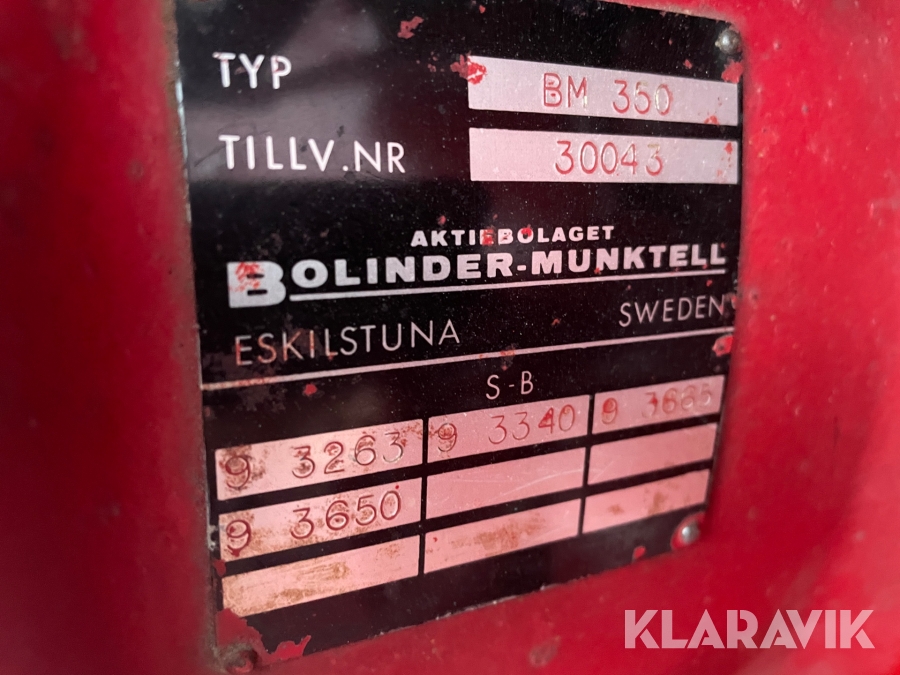 TYP BM 350
TILLV.NR 30043
AKTIEBOLAGET
BOLINDER-MUNKTELL
ESKILSTUNA SWEDEN
S-B
9 3263 9 3340 9 3685
9 3650
KLARAVIK